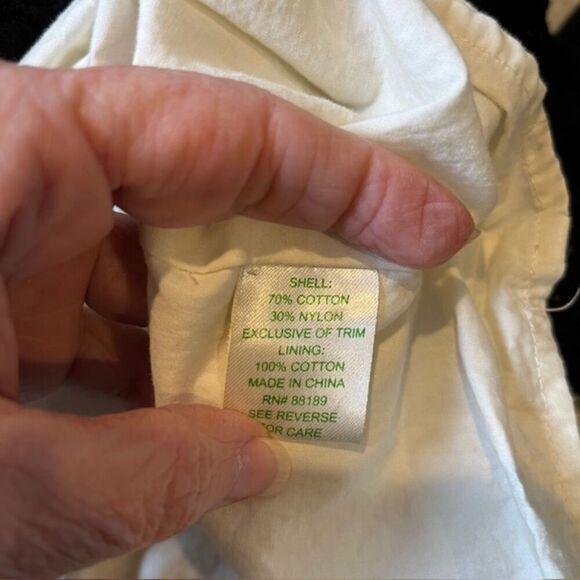 SHELL:
70% COTTON
30% NYLON
EXCLUSIVE OF TRIM
LINING:
100% COTTON
MADE IN CHINA
RN# 88189
SEE REVERSE
FOR CARE